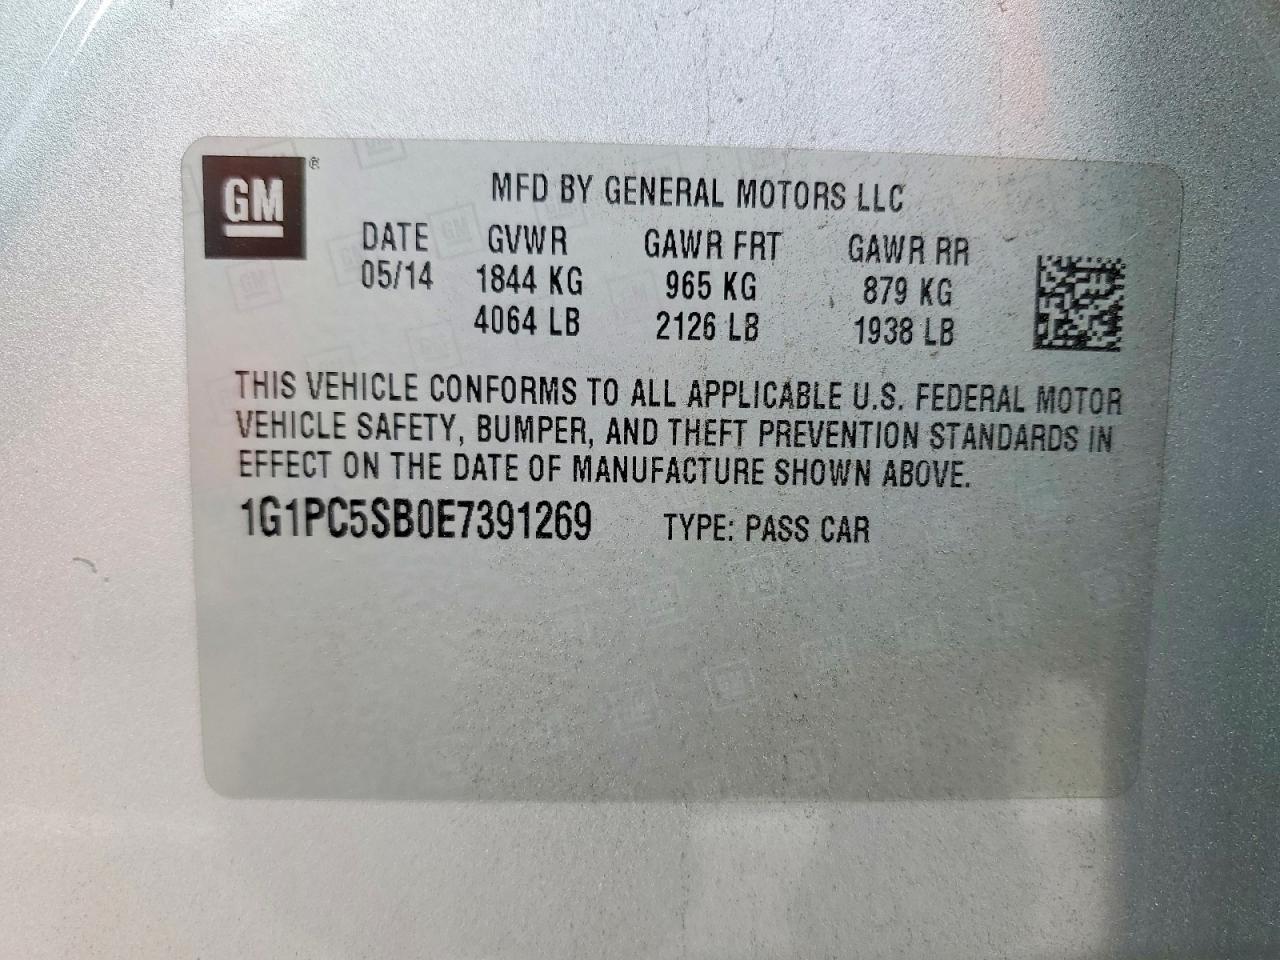 GM®
MFD BY GENERAL MOTORS LLC
DATE GVWR GAWR FRT GAWR RR
05/14 1844 KG 965 KG 879 KG
4064 LB 2126 LB 1938 LB
THIS VEHICLE CONFORMS TO ALL APPLICABLE U.S. FEDERAL MOTOR
VEHICLE SAFETY, BUMPER, AND THEFT PREVENTION STANDARDS IN
EFFECT ON THE DATE OF MANUFACTURE SHOWN ABOVE.
1G1PC5SB0E7391269 TYPE: PASS CAR